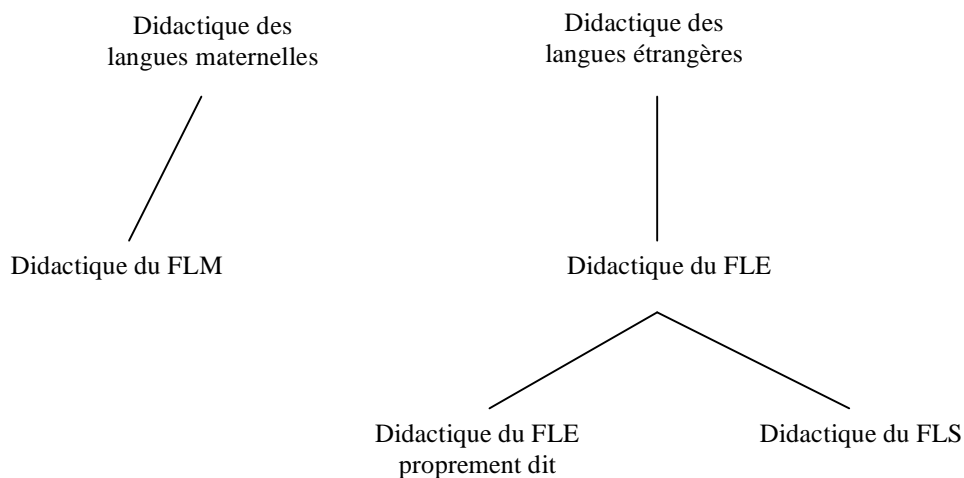 Didactique des
langues maternelles
Didactique des
langues étrangères
Didactique du FLM
Didactique du FLE
Didactique du FLE
proprement dit
Didactique du FLS